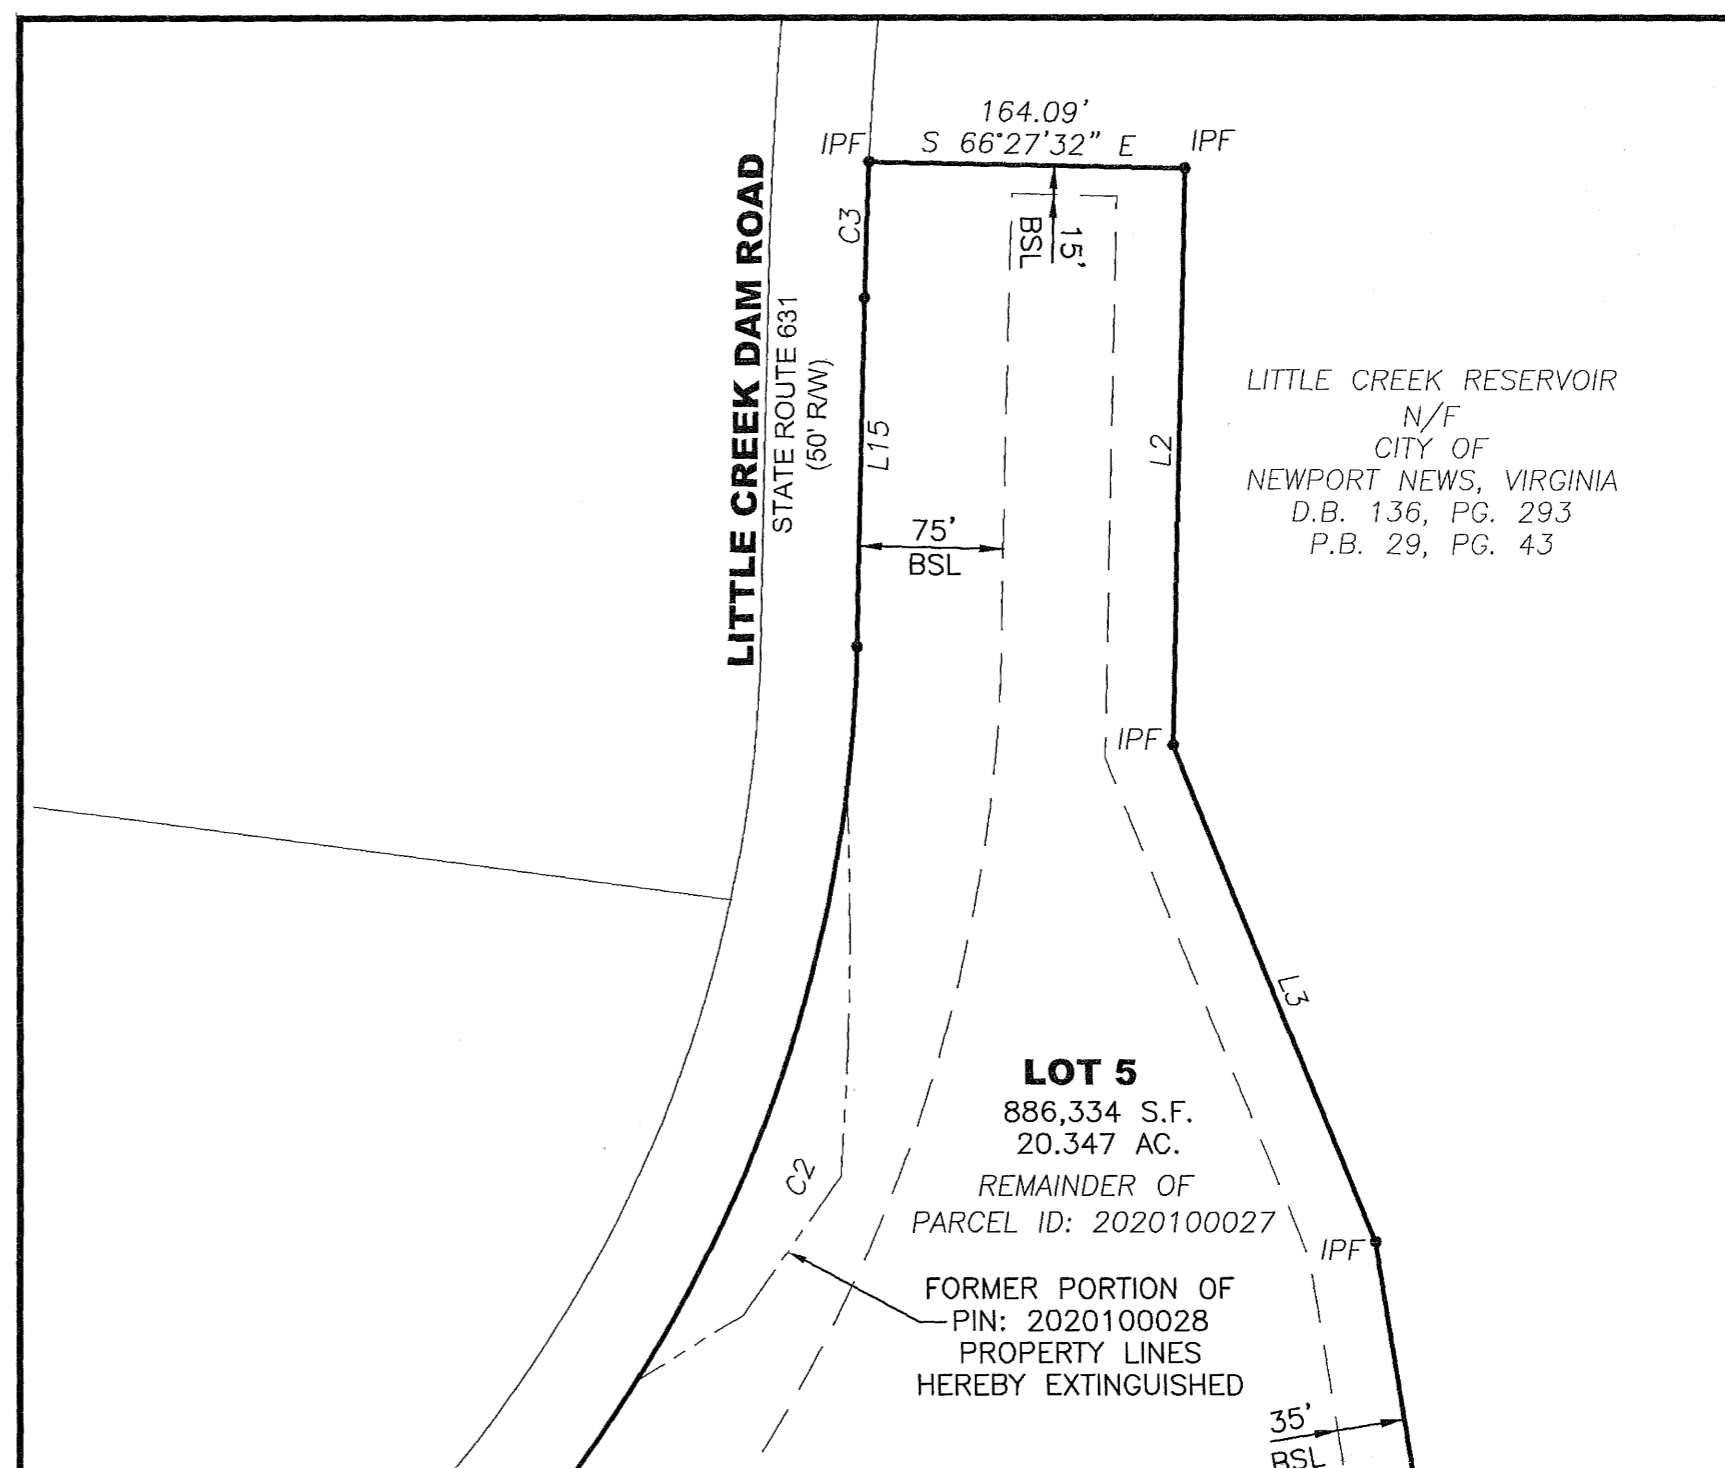 164.09'
S 66°27'32" E
IPF
IPF
C3
15'
BSL
LITTLE CREEK DAM ROAD
STATE ROUTE 631
(50' R/W)
L15
L2
75'
BSL
LITTLE CREEK RESERVOIR
N/F
CITY OF
NEWPORT NEWS, VIRGINIA
D.B. 136, PG. 293
P.B. 29, PG. 43
IPF
L3
LOT 5
886,334 S.F.
20.347 AC.
REMAINDER OF
PARCEL ID: 2020100027
C2
IPF
FORMER PORTION OF
PIN: 2020100028
PROPERTY LINES
HEREBY EXTINGUISHED
35'
BSL